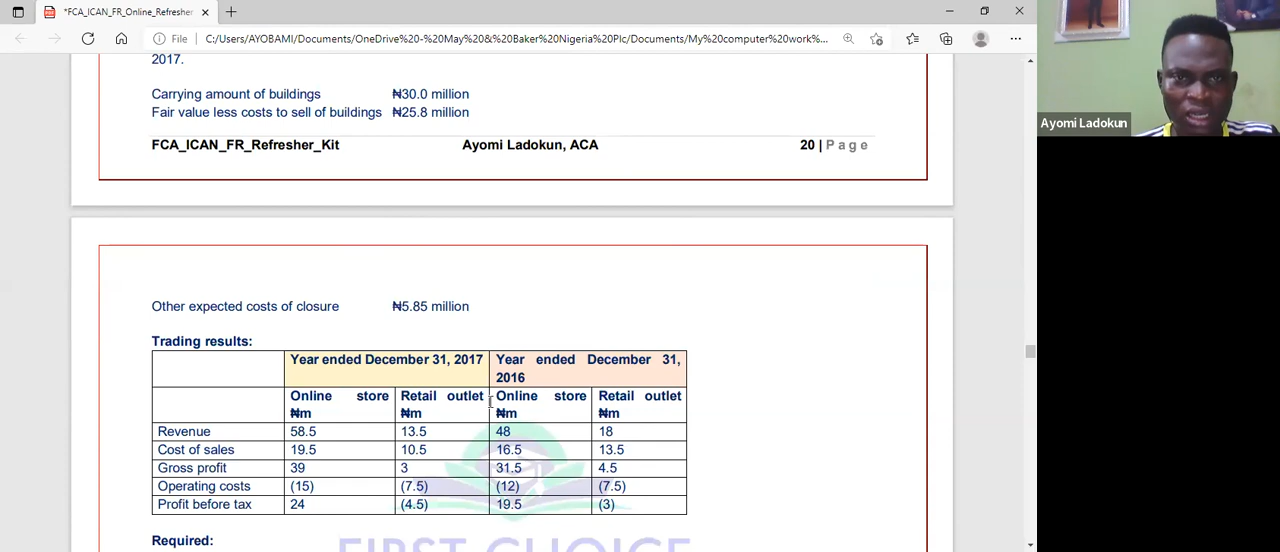 *FCA_ICAN_FR_Online_Refresher
File C:/Users/AYOBAMI/Documents/OneDrive%20-%20May%20&%20Baker%20Nigeria%20Plc/Documents/My%20computer%20work%...
2017.
Carrying amount of buildings ₦30.0 million
Fair value less costs to sell of buildings ₦25.8 million
FCA_ICAN_FR_Refresher_Kit Ayomi Ladokun, ACA 20 | Page
Other expected costs of closure ₦5.85 million
Trading results:
Year ended December 31, 2017 Year ended December 31, 2016
Online store ₦m Retail outlet ₦m Online store ₦m Retail outlet ₦m
Revenue 58.5 13.5 48 18
Cost of sales 19.5 10.5 16.5 13.5
Gross profit 39 3 31.5 4.5
Operating costs (15) (7.5) (12) (7.5)
Profit before tax 24 (4.5) 19.5 (3)
Required:
FIRST CHOICE
Ayomi Ladokun